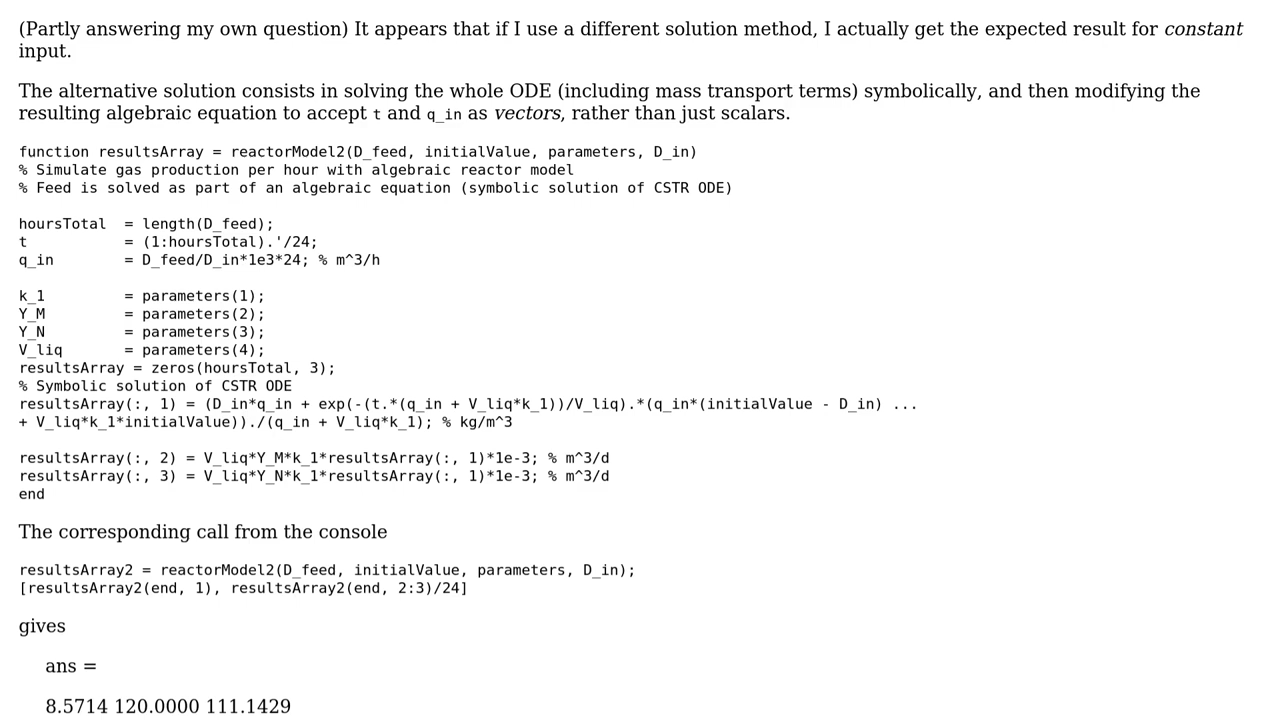 (Partly answering my own question) It appears that if I use a different solution method, I actually get the expected result for constant
input.
The alternative solution consists in solving the whole ODE (including mass transport terms) symbolically, and then modifying the
resulting algebraic equation to accept t and q_in as vectors, rather than just scalars.
function resultsArray = reactorModel2(D_feed, initialValue, parameters, D_in)
% Simulate gas production per hour with algebraic reactor model
% Feed is solved as part of an algebraic equation (symbolic solution of CSTR ODE)
hoursTotal  = length(D_feed);
t           = (1:hoursTotal).'/24;
q_in        = D_feed/D_in*1e3*24; % m^3/h
k_1         = parameters(1);
Y_M         = parameters(2);
Y_N         = parameters(3);
V_liq       = parameters(4);
resultsArray = zeros(hoursTotal, 3);
% Symbolic solution of CSTR ODE
resultsArray(:, 1) = (D_in*q_in + exp(-(t.*(q_in + V_liq*k_1))/V_liq).*(q_in*(initialValue - D_in) ...
+ V_liq*k_1*initialValue))./(q_in + V_liq*k_1); % kg/m^3
resultsArray(:, 2) = V_liq*Y_M*k_1*resultsArray(:, 1)*1e-3; % m^3/d
resultsArray(:, 3) = V_liq*Y_N*k_1*resultsArray(:, 1)*1e-3; % m^3/d
end
The corresponding call from the console
resultsArray2 = reactorModel2(D_feed, initialValue, parameters, D_in);
[resultsArray2(end, 1), resultsArray2(end, 2:3)/24]
gives
ans =
8.5714 120.0000 111.1429